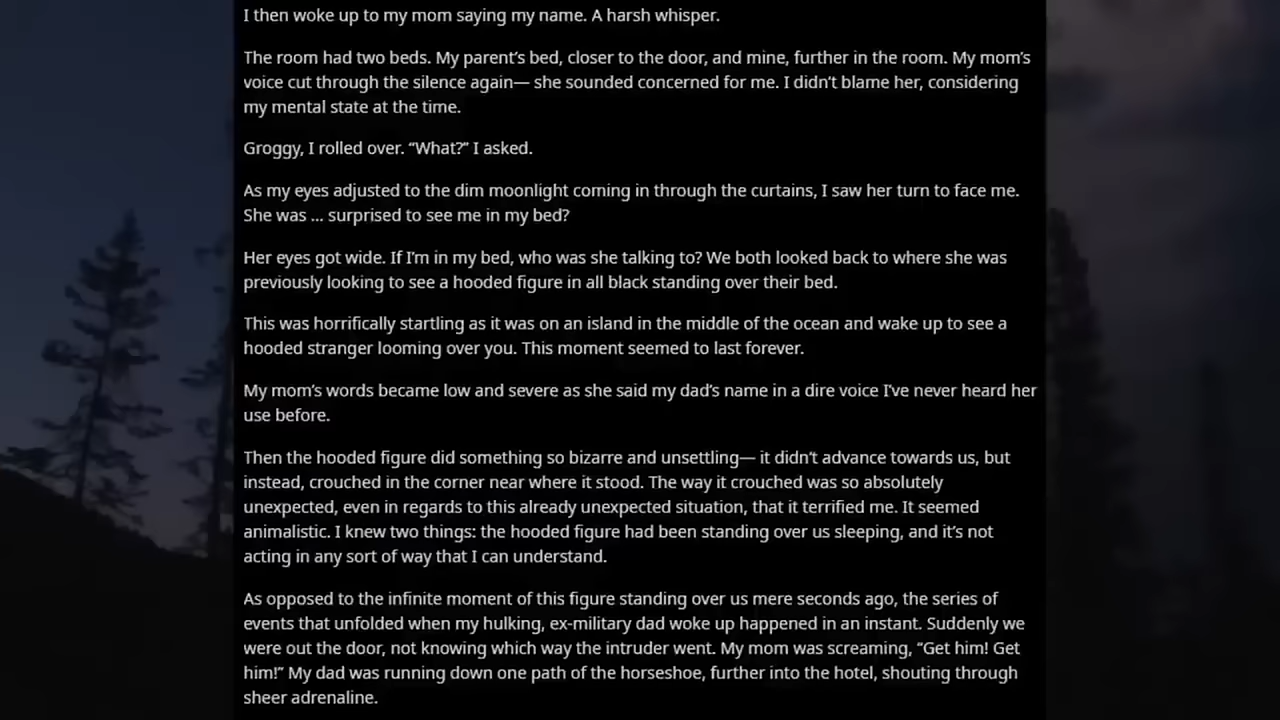 I then woke up to my mom saying my name. A harsh whisper.
The room had two beds. My parent’s bed, closer to the door, and mine, further in the room. My mom’s
voice cut through the silence again— she sounded concerned for me. I didn’t blame her, considering
my mental state at the time.
Groggy, I rolled over. “What?” I asked.
As my eyes adjusted to the dim moonlight coming in through the curtains, I saw her turn to face me.
She was ... surprised to see me in my bed?
Her eyes got wide. If I’m in my bed, who was she talking to? We both looked back to where she was
previously looking to see a hooded figure in all black standing over their bed.
This was horrifically startling as it was on an island in the middle of the ocean and wake up to see a
hooded stranger looming over you. This moment seemed to last forever.
My mom’s words became low and severe as she said my dad’s name in a dire voice I’ve never heard her
use before.
Then the hooded figure did something so bizarre and unsettling— it didn’t advance towards us, but
instead, crouched in the corner near where it stood. The way it crouched was so absolutely
unexpected, even in regards to this already unexpected situation, that it terrified me. It seemed
animalistic. I knew two things: the hooded figure had been standing over us sleeping, and it’s not
acting in any sort of way that I can understand.
As opposed to the infinite moment of this figure standing over us mere seconds ago, the series of
events that unfolded when my hulking, ex-military dad woke up happened in an instant. Suddenly we
were out the door, not knowing which way the intruder went. My mom was screaming, “Get him! Get
him!” My dad was running down one path of the horseshoe, further into the hotel, shouting through
sheer adrenaline.